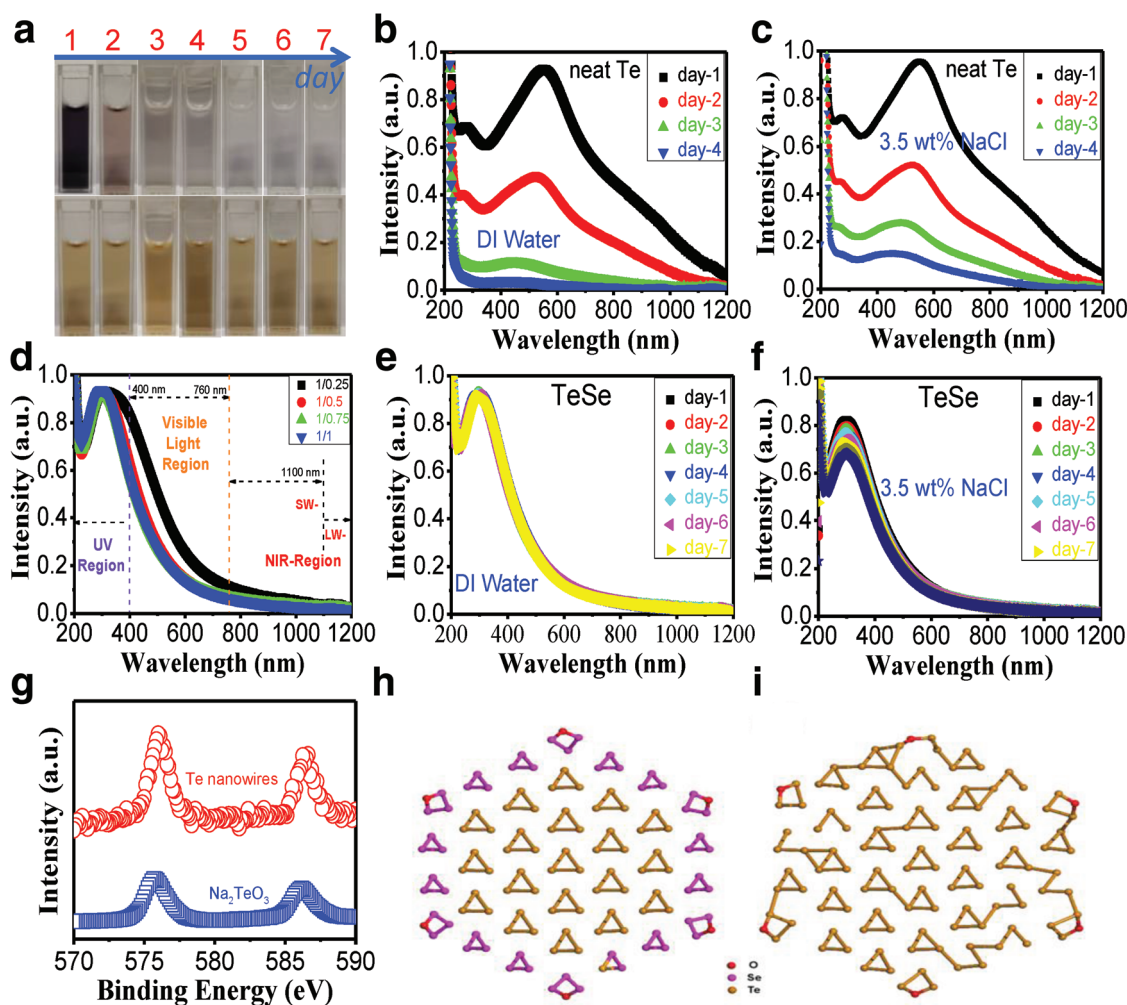 a
1 2 3 4 5 6 7
day
b
neat Te
day-1
day-2
day-3
day-4
DI Water
Intensity (a.u.)
1.0
0.8
0.6
0.4
0.2
0.0
200 400 600 800 1000 1200
Wavelength (nm)
c
neat Te
day-1
day-2
day-3
day-4
3.5 wt% NaCl
Intensity (a.u.)
1.0
0.8
0.6
0.4
0.2
0.0
200 400 600 800 1000 1200
Wavelength (nm)
d
400 nm
760 nm
1/0.25
1/0.5
1/0.75
1/1
Visible
Light
Region
1100 nm
SW-
LW-
NIR-Region
UV
Region
Intensity (a.u.)
1.0
0.8
0.6
0.4
0.2
0.0
200 400 600 800 1000 1200
Wavelength (nm)
e
TeSe
day-1
day-2
day-3
day-4
day-5
day-6
day-7
DI Water
Intensity (a.u.)
1.0
0.8
0.6
0.4
0.2
0.0
200 400 600 800 1000 1200
Wavelength (nm)
f
TeSe
day-1
day-2
day-3
day-4
day-5
day-6
day-7
3.5 wt% NaCl
Intensity (a.u.)
1.0
0.8
0.6
0.4
0.2
0.0
200 400 600 800 1000 1200
Wavelength (nm)
g
Te nanowires
Na₂TeO₃
Intensity (a.u.)
570 575 580 585 590
Binding Energy (eV)
h
O
Se
Te
i